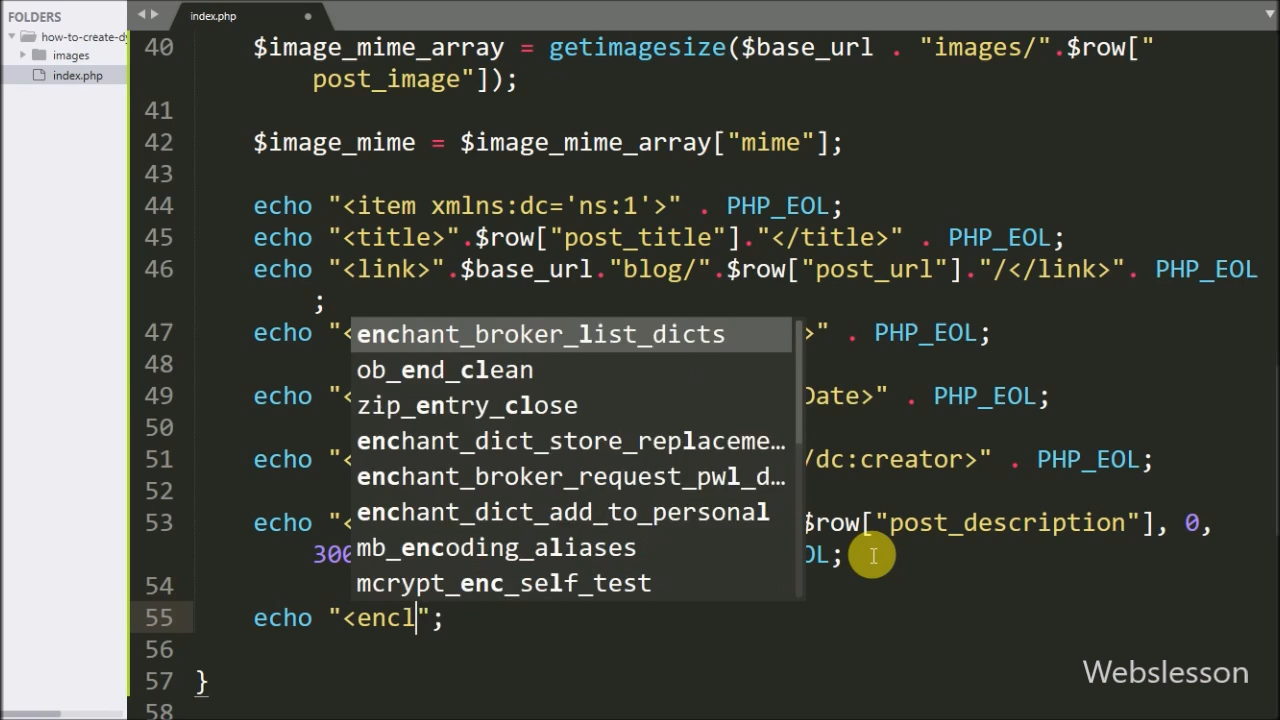 FOLDERS
how-to-create-dy
images
index.php
index.php
40 $image_mime_array = getimagesize($base_url . "images/".$row["
post_image"]);
41
42 $image_mime = $image_mime_array["mime"];
43
44 echo "<item xmlns:dc='ns:1'>" . PHP_EOL;
45 echo "<title>".$row["post_title"]."</title>" . PHP_EOL;
46 echo "<link>".$base_url."blog/".$row["post_url"]."/</link>". PHP_EOL
;
47 echo "< >" . PHP_EOL;
48
49 echo "< Date>" . PHP_EOL;
50
51 echo "< /dc:creator>" . PHP_EOL;
52
53 echo "< $row["post_description"], 0,
300 OL;
54
55 echo "<encl";
56
57 }
58
enchant_broker_list_dicts
ob_end_clean
zip_entry_close
enchant_dict_store_replaceme…
enchant_broker_request_pwl_d…
enchant_dict_add_to_personal
mb_encoding_aliases
mcrypt_enc_self_test
Webslesson